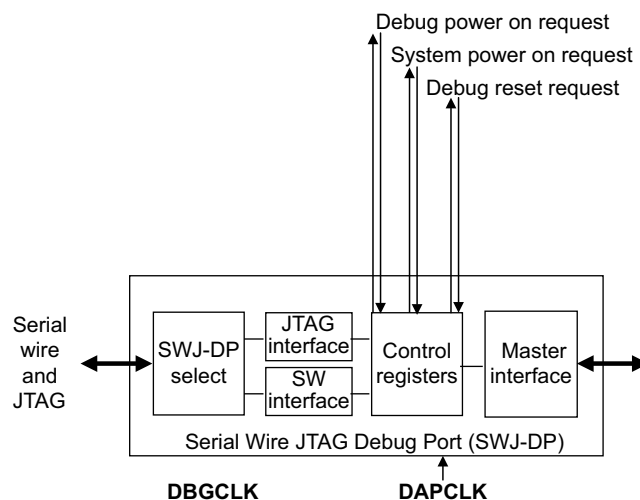 Debug power on request
System power on request
Debug reset request
Serial
wire
and
JTAG
SWJ-DP
select
JTAG
interface
SW
interface
Control
registers
Master
interface
Serial Wire JTAG Debug Port (SWJ-DP)
DBGCLK
DAPCLK